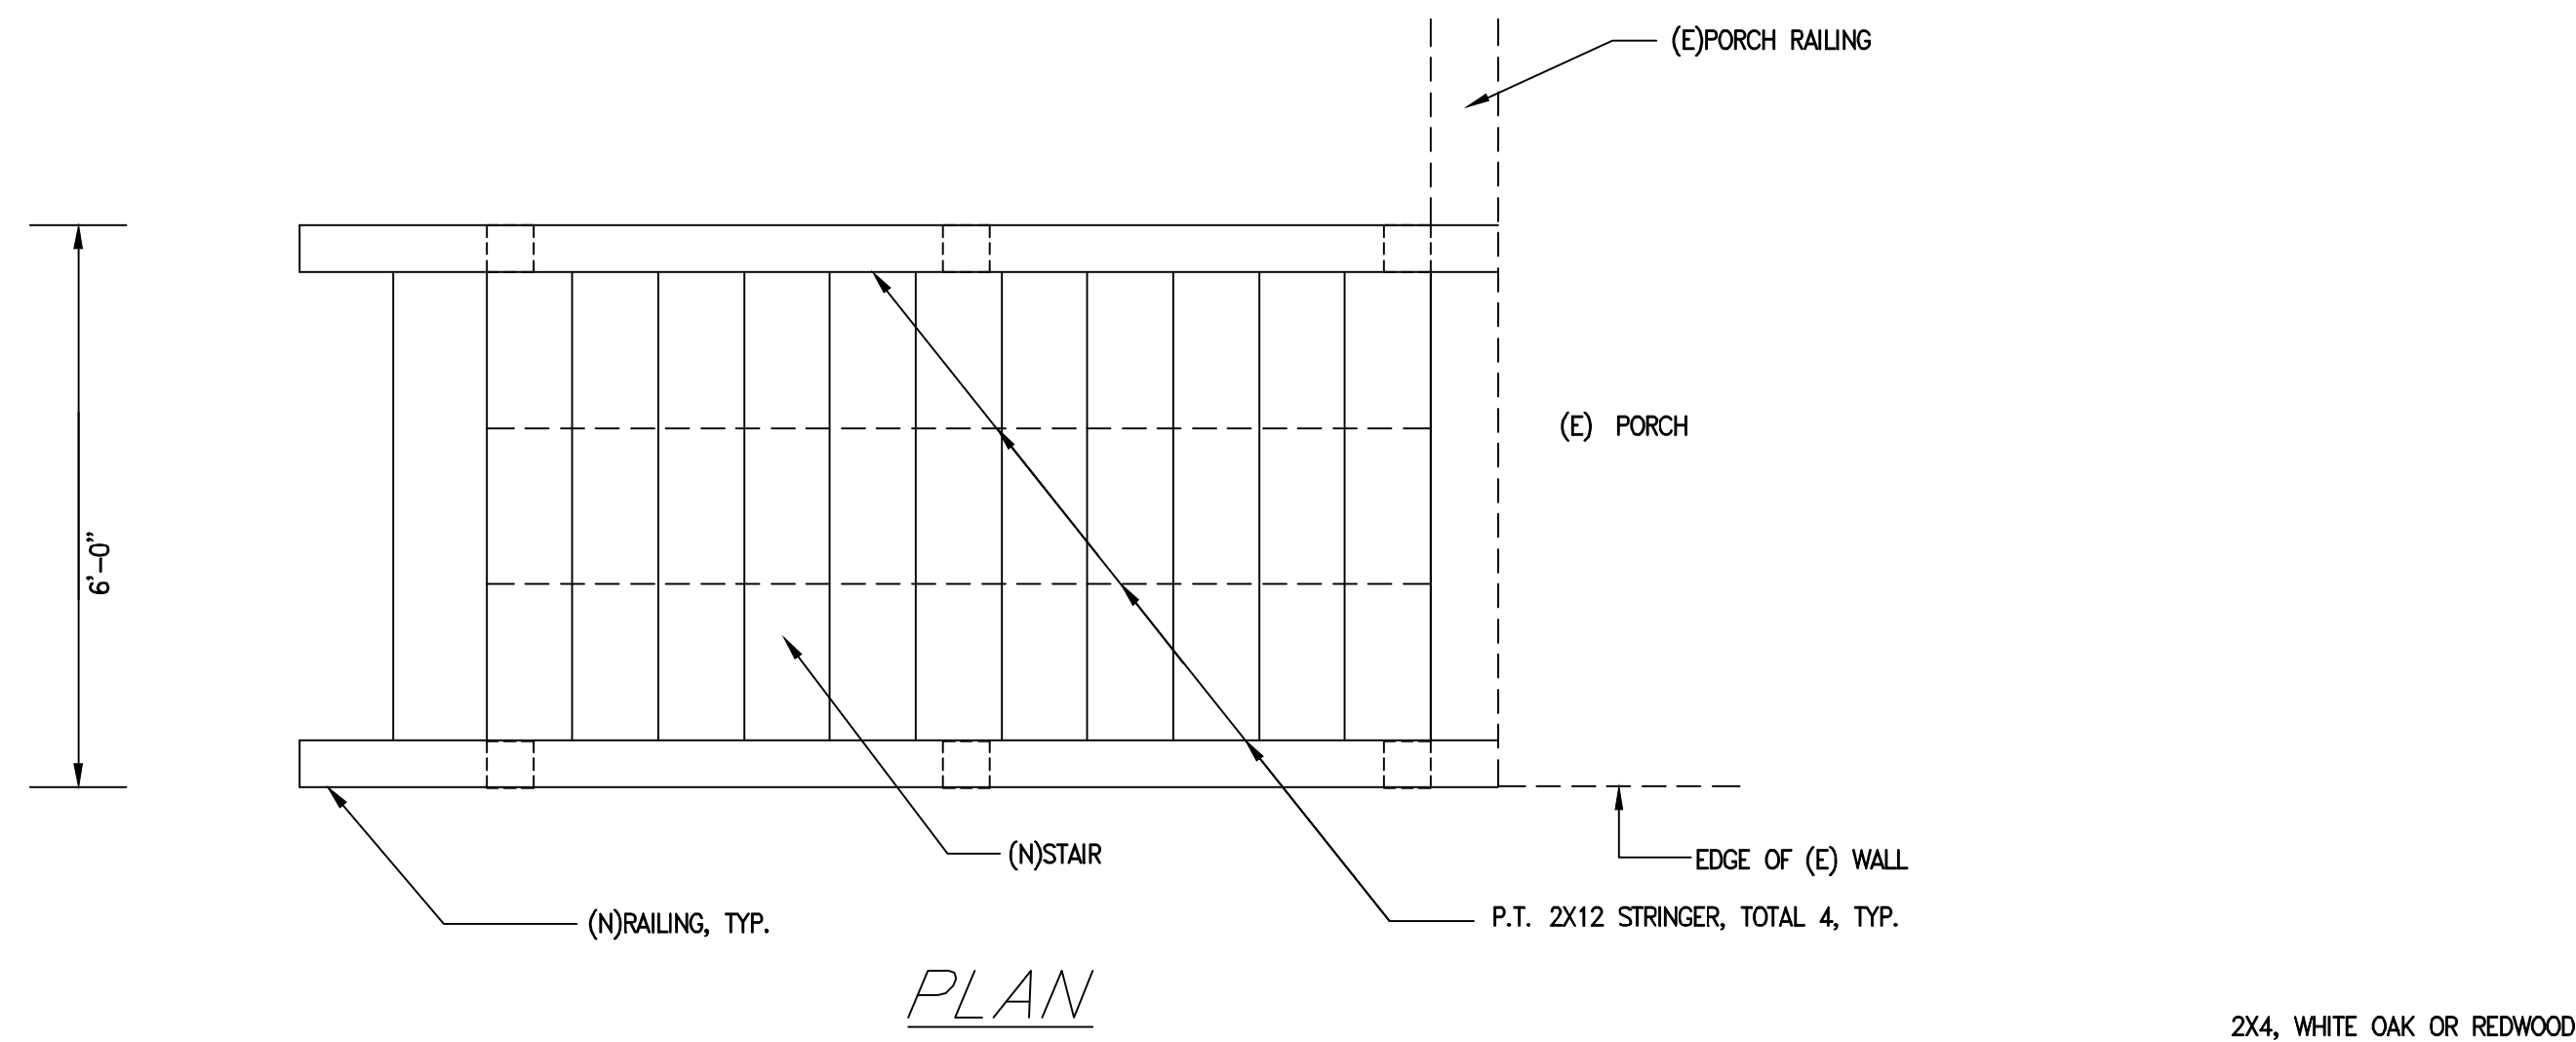 (E)PORCH RAILING
(E) PORCH
6'-0"
(N)STAIR
EDGE OF (E) WALL
(N)RAILING, TYP.
P.T. 2X12 STRINGER, TOTAL 4, TYP.
PLAN
2X4, WHITE OAK OR REDWOOD